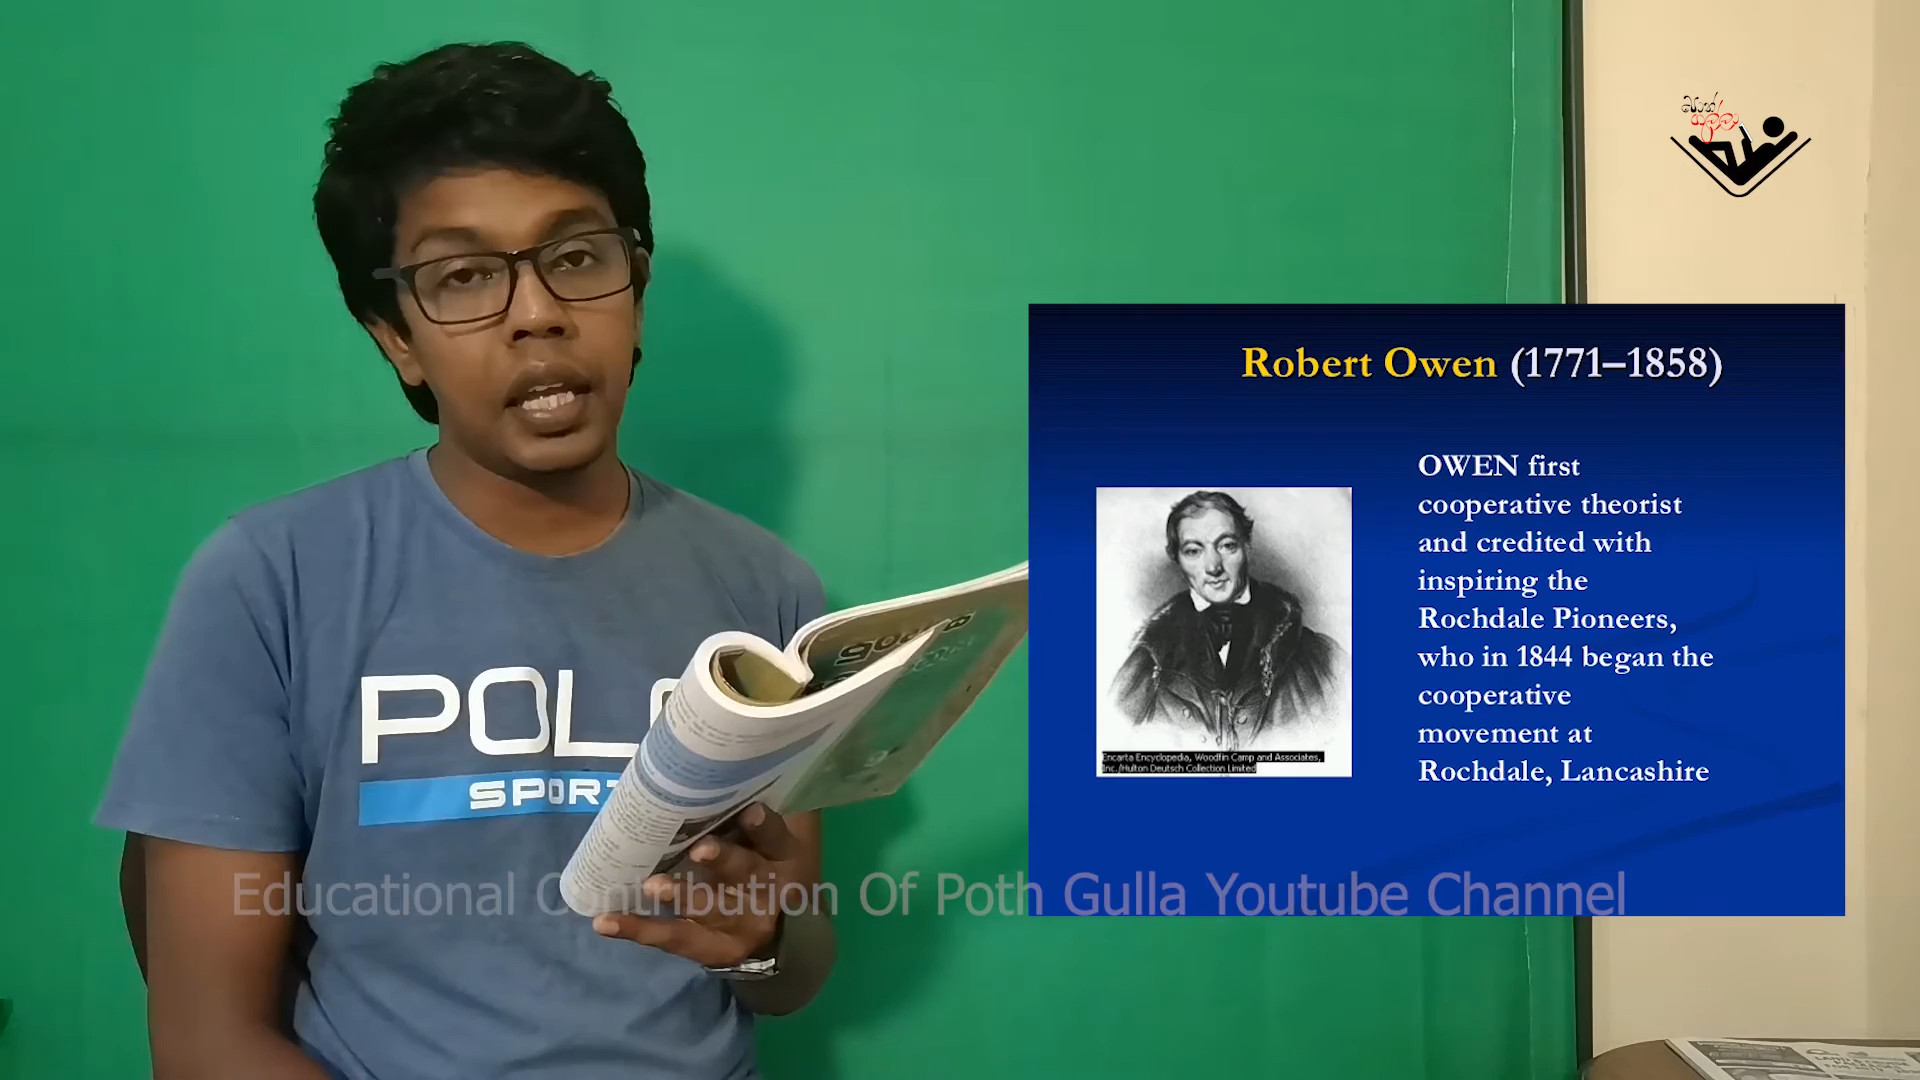 පොත්
ගුල්ලා
Robert Owen (1771–1858)
OWEN first
cooperative theorist
and credited with
inspiring the
Rochdale Pioneers,
who in 1844 began the
cooperative
movement at
Rochdale, Lancashire
Encarta Encyclopedia, Woodfin Camp and Associates,
Inc./Hulton Deutsch Collection Limited
POLO
SPORT
Educational Contribution Of Poth Gulla Youtube Channel